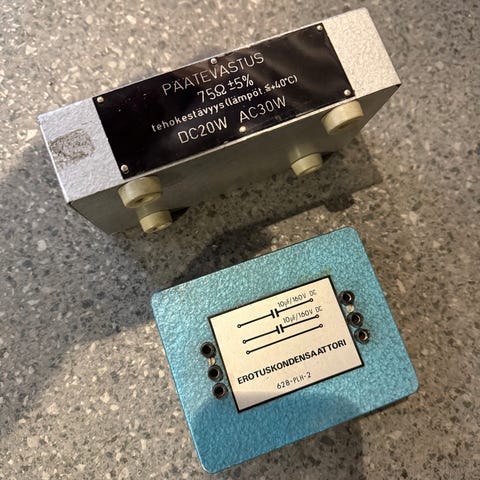 PÄÄTEVASTUS
75Ω ±5%
tehokestävyys(lämpöt ≦+40°C)
DC20W AC30W
10µF/160V DC
10µF/160V DC
EROTUSKONDENSAATTORI
628-PLH-2